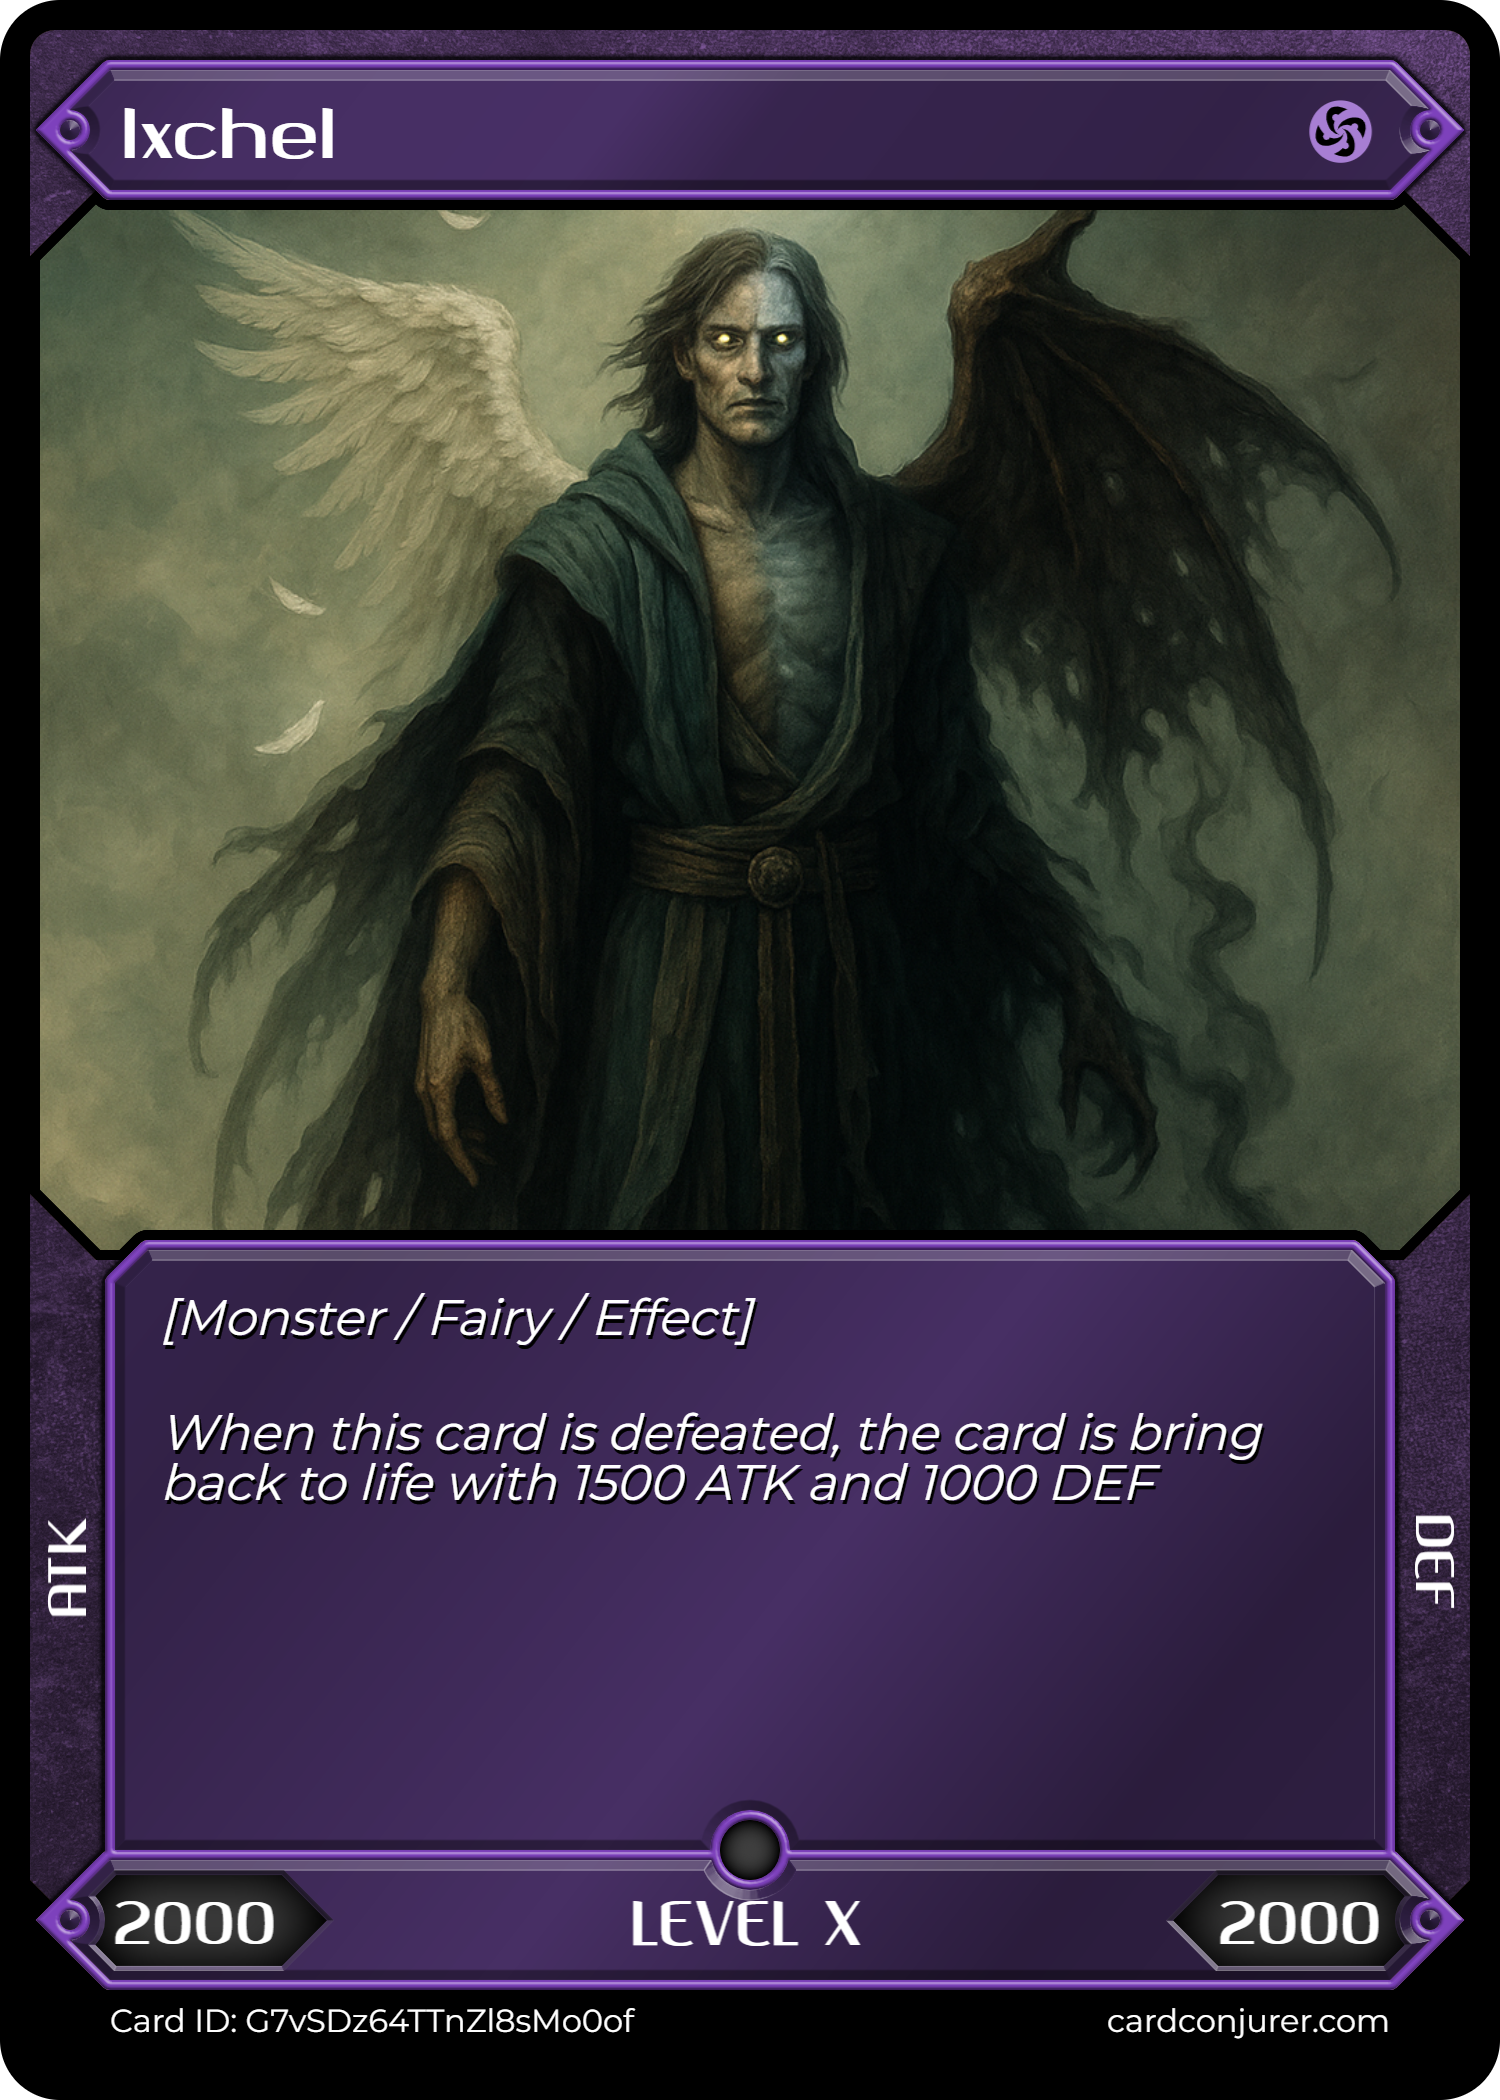 Ixchel
[Monster / Fairy / Effect]
When this card is defeated, the card is bring
back to life with 1500 ATK and 1000 DEF
ATK
DEF
2000
LEVEL X
2000
Card ID: G7vSDz64TTnZl8sMo0of
cardconjurer.com